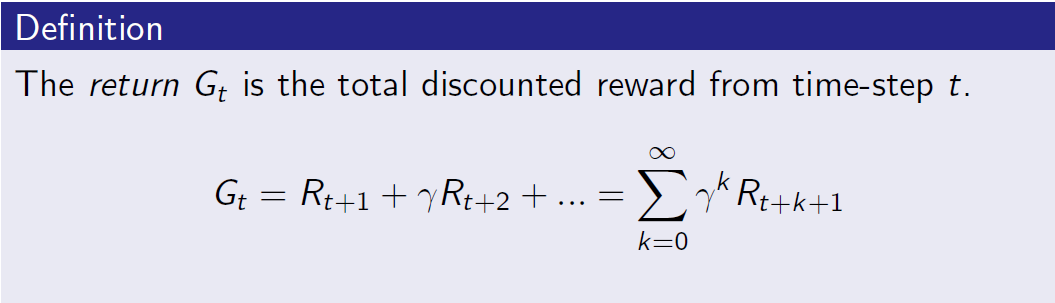 Definition
The return G_t is the total discounted reward from time-step t.
G_t = R_{t+1} + γR_{t+2} + ... = \sum_{k=0}^{∞} γ^k R_{t+k+1}